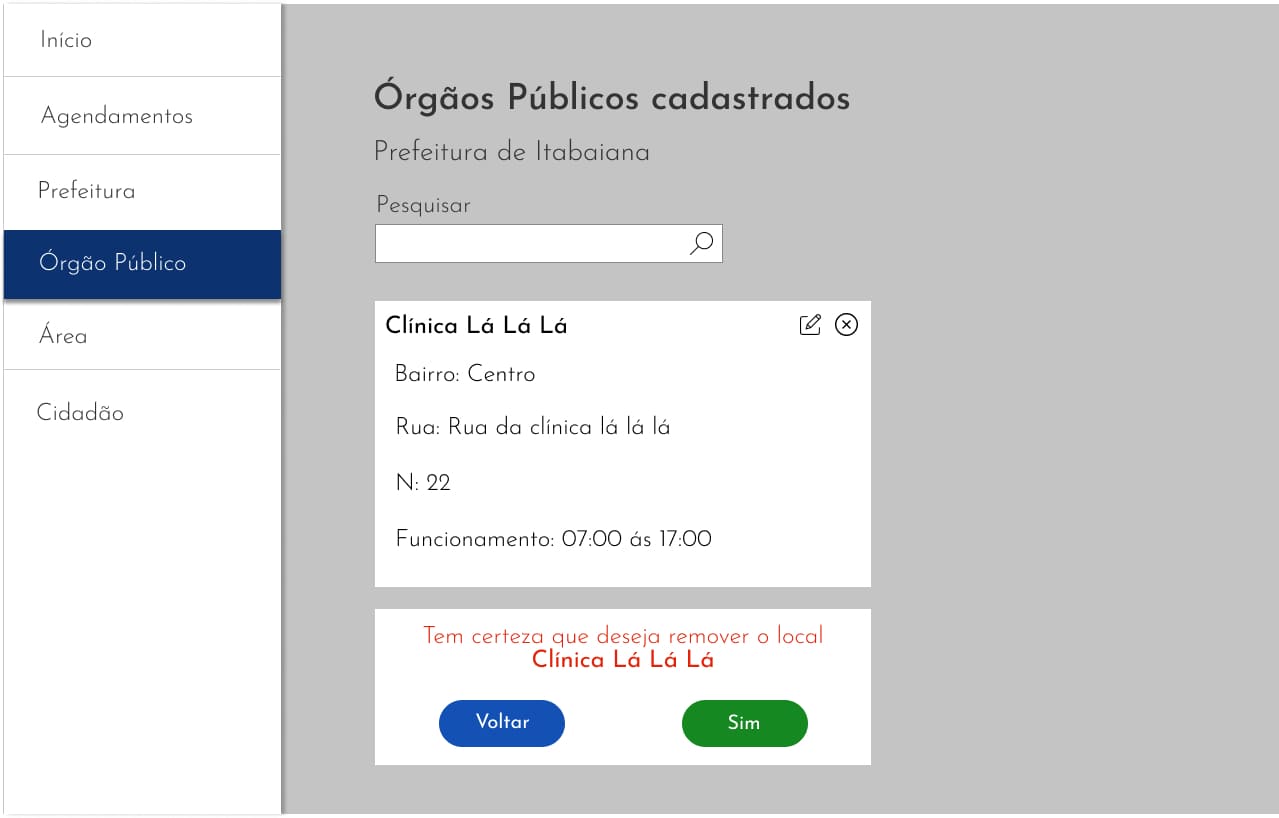 Início
Agendamentos
Prefeitura
Órgão Público
Área
Cidadão
Órgãos Públicos cadastrados
Prefeitura de Itabaiana
Pesquisar
Clínica Lá Lá Lá
Bairro: Centro
Rua: Rua da clínica lá lá lá
N: 22
Funcionamento: 07:00 ás 17:00
Tem certeza que deseja remover o local
Clínica Lá Lá Lá
Voltar
Sim